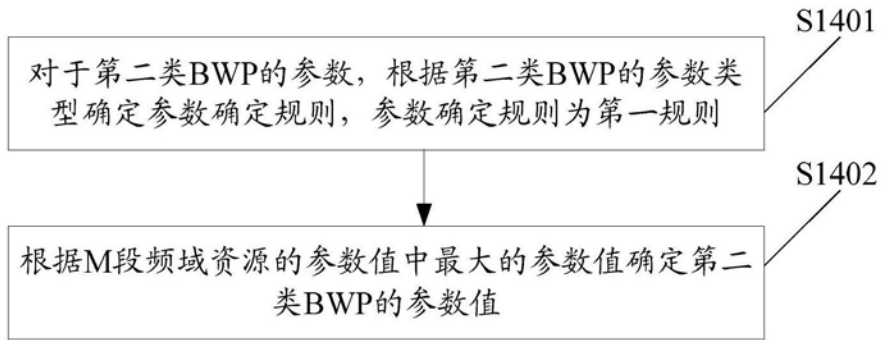 S1401
对于第二类BWP的参数，根据第二类BWP的参数类
型确定参数确定规则，参数确定规则为第一规则
S1402
根据M段频域资源的参数值中最大的参数值确定第二
类BWP的参数值